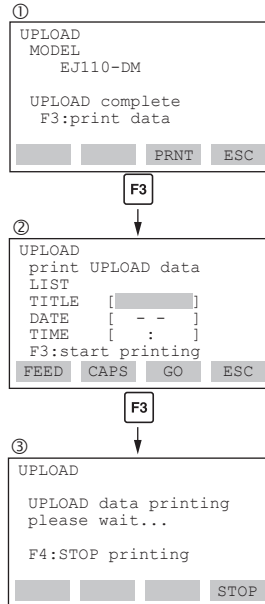 ①
UPLOAD
MODEL
EJ110-DM
UPLOAD complete
F3:print data
PRNT ESC
F3
②
UPLOAD
print UPLOAD data
LIST
TITLE [ ]
DATE [ - - ]
TIME [ : ]
F3:start printing
FEED CAPS GO ESC
F3
③
UPLOAD
UPLOAD data printing
please wait...
F4:STOP printing
STOP